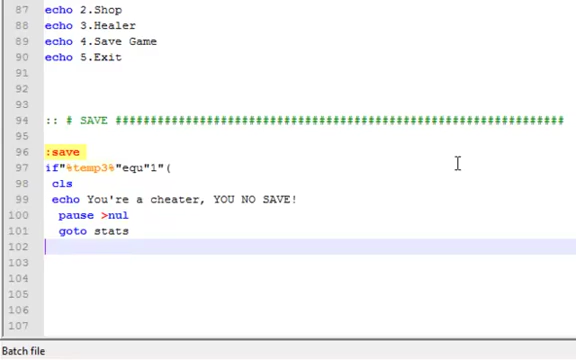 87 echo 2.Shop
88 echo 3.Healer
89 echo 4.Save Game
90 echo 5.Exit
91
92
93
94 :: # SAVE ################################################################
95
96 :save
97 if"%temp3%"equ"1"(
98 cls
99 echo You're a cheater, YOU NO SAVE!
100 pause >nul
101 goto stats
102
103
104
105
106
107
Batch file